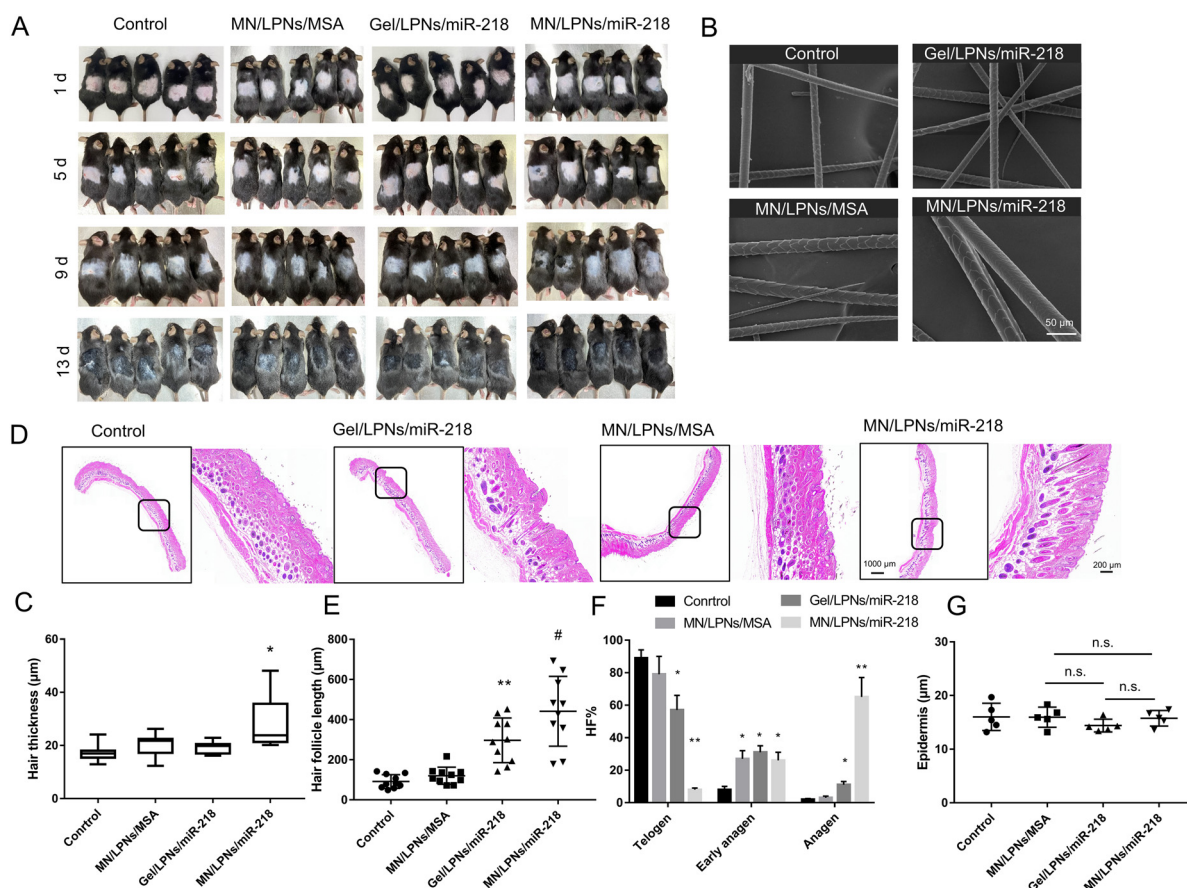 A
Control
MN/LPNs/MSA
Gel/LPNs/miR-218
MN/LPNs/miR-218
1 d
5 d
9 d
13 d
B
Control
Gel/LPNs/miR-218
MN/LPNs/MSA
MN/LPNs/miR-218
50 μm
D
Control
Gel/LPNs/miR-218
MN/LPNs/MSA
MN/LPNs/miR-218
1000 μm
200 μm
C
Hair thickness (μm)
60
40
20
0
*
Conrtrol
MN/LPNs/MSA
Gel/LPNs/miR-218
MN/LPNs/miR-218
E
Hair follicle length (μm)
800
600
400
200
0
**
#
Conrtrol
MN/LPNs/MSA
Gel/LPNs/miR-218
MN/LPNs/miR-218
F
Conrtrol
Gel/LPNs/miR-218
MN/LPNs/MSA
MN/LPNs/miR-218
HF%
100
80
60
40
20
0
*
**
*
*
*
*
**
Telogen
Early anagen
Anagen
G
Epidermis (μm)
30
20
10
0
n.s.
n.s.
n.s.
Conrtrol
MN/LPNs/MSA
Gel/LPNs/miR-218
MN/LPNs/miR-218